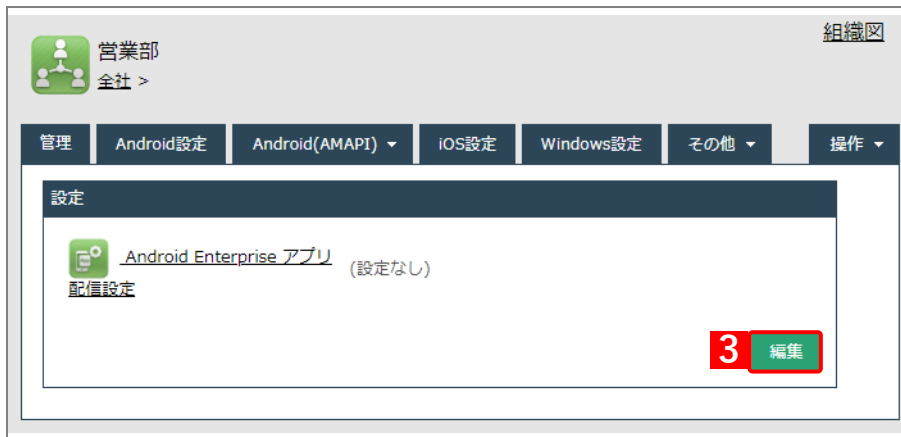 組織図
営業部
全社 >
管理 Android設定 Android(AMAPI) ▼ iOS設定 Windows設定 その他 ▼ 操作 ▼
設定
Android Enterprise アプリ (設定なし)
配信設定
3 編集